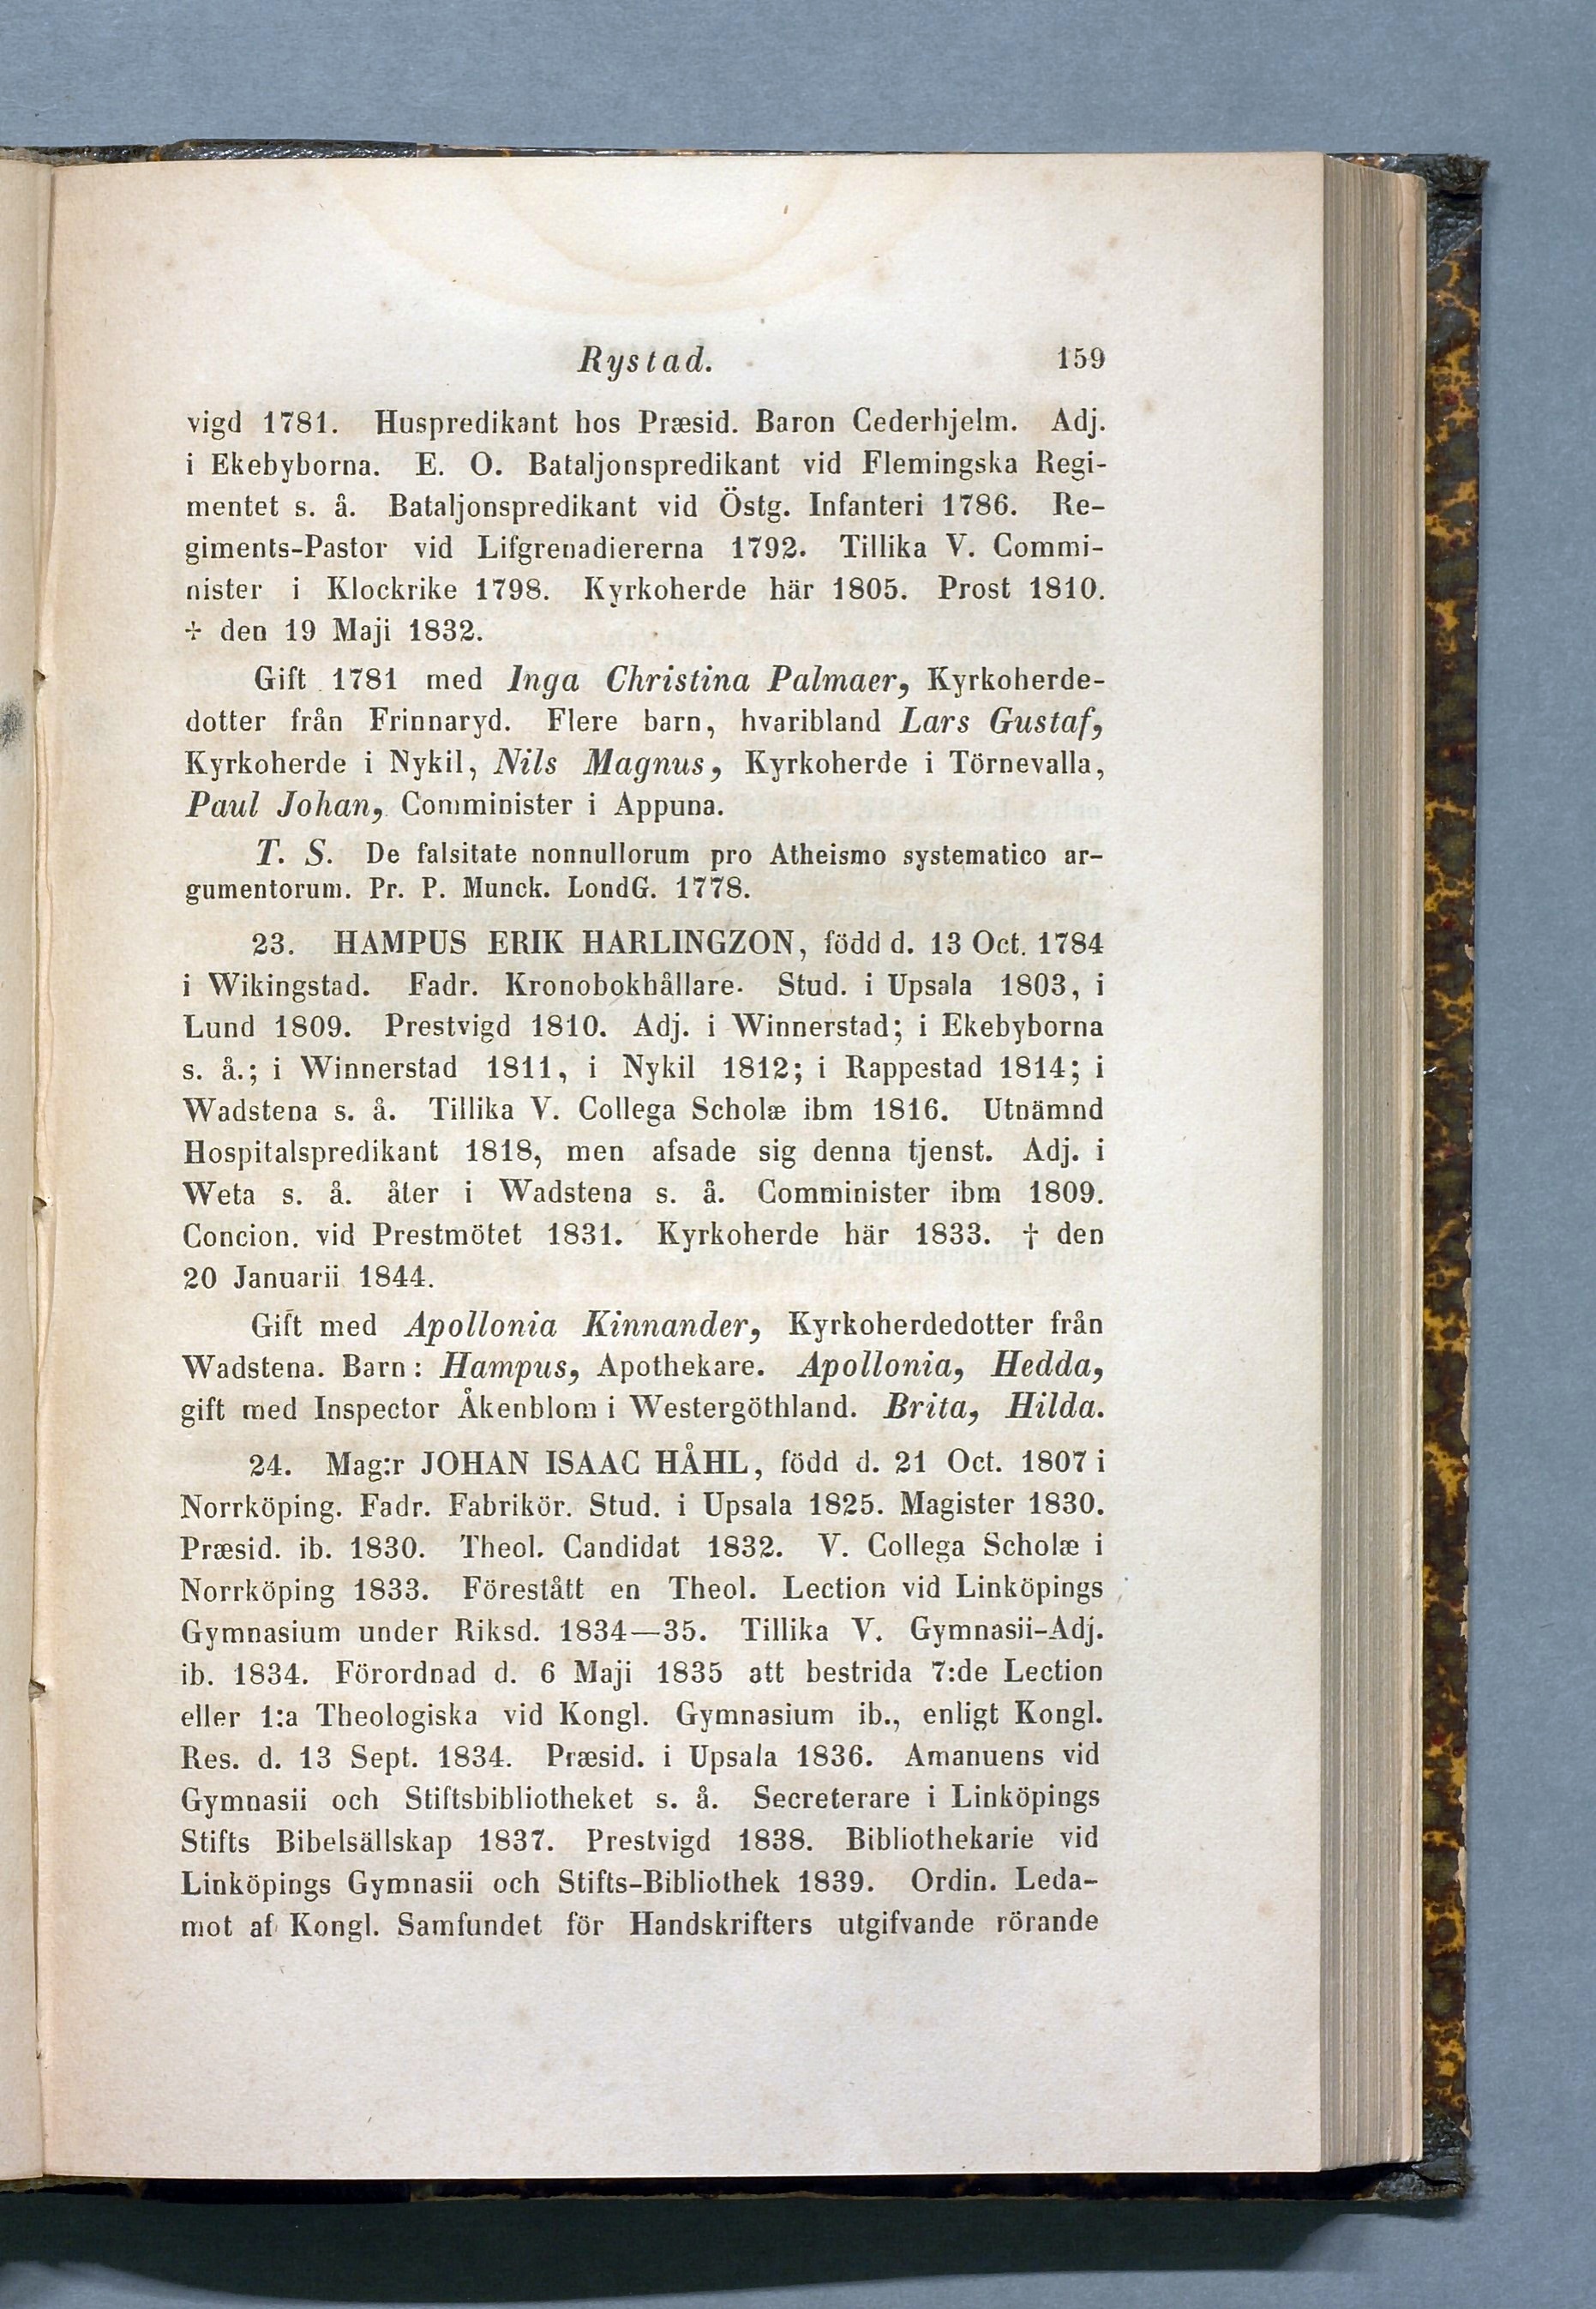 Rystad. 159
vigd 1781. Huspredikant hos Præsid. Baron Cederhjelm. Adj.
i Ekebyborna. E. O. Bataljonspredikant vid Flemingska Regi-
mentet s. å. Bataljonspredikant vid Östg. Infanteri 1786. Re-
giments-Pastor vid Lifgrenadiererna 1792. Tillika V. Commi-
nister i Klockrike 1798. Kyrkoherde här 1805. Prost 1810.
† den 19 Maji 1832.
Gift 1781 med Inga Christina Palmaer, Kyrkoherde-
dotter från Frinnaryd. Flere barn, hvaribland Lars Gustaf,
Kyrkoherde i Nykil, Nils Magnus, Kyrkoherde i Törnevalla,
Paul Johan, Comminister i Appuna.
T. S. De falsitate nonnullorum pro Atheismo systematico ar-
gumentorum. Pr. P. Munck. LondG. 1778.
23. HAMPUS ERIK HARLINGZON, född d. 13 Oct. 1784
i Wikingstad. Fadr. Kronobokhållare. Stud. i Upsala 1803, i
Lund 1809. Prestvigd 1810. Adj. i Winnerstad; i Ekebyborna
s. å.; i Winnerstad 1811, i Nykil 1812; i Rappestad 1814; i
Wadstena s. å. Tillika V. Collega Scholæ ibm 1816. Utnämnd
Hospitalspredikant 1818, men afsade sig denna tjenst. Adj. i
Weta s. å. åter i Wadstena s. å. Comminister ibm 1809.
Concion. vid Prestmötet 1831. Kyrkoherde här 1833. † den
20 Januarii 1844.
Gift med Apollonia Kinnander, Kyrkoherdedotter från
Wadstena. Barn: Hampus, Apothekare. Apollonia, Hedda,
gift med Inspector Åkenblom i Westergöthland. Brita, Hilda.
24. Mag:r JOHAN ISAAC HÅHL, född d. 21 Oct. 1807 i
Norrköping. Fadr. Fabrikör. Stud. i Upsala 1825. Magister 1830.
Præsid. ib. 1830. Theol. Candidat 1832. V. Collega Scholæ i
Norrköping 1833. Förestått en Theol. Lection vid Linköpings
Gymnasium under Riksd. 1834—35. Tillika V. Gymnasii-Adj.
ib. 1834. Förordnad d. 6 Maji 1835 att bestrida 7:de Lection
eller 1:a Theologiska vid Kongl. Gymnasium ib., enligt Kongl.
Res. d. 13 Sept. 1834. Præsid. i Upsala 1836. Amanuens vid
Gymnasii och Stiftsbibliotheket s. å. Secreterare i Linköpings
Stifts Bibelsällskap 1837. Prestvigd 1838. Bibliothekarie vid
Linköpings Gymnasii och Stifts-Bibliothek 1839. Ordin. Leda-
mot af Kongl. Samfundet för Handskrifters utgifvande rörande